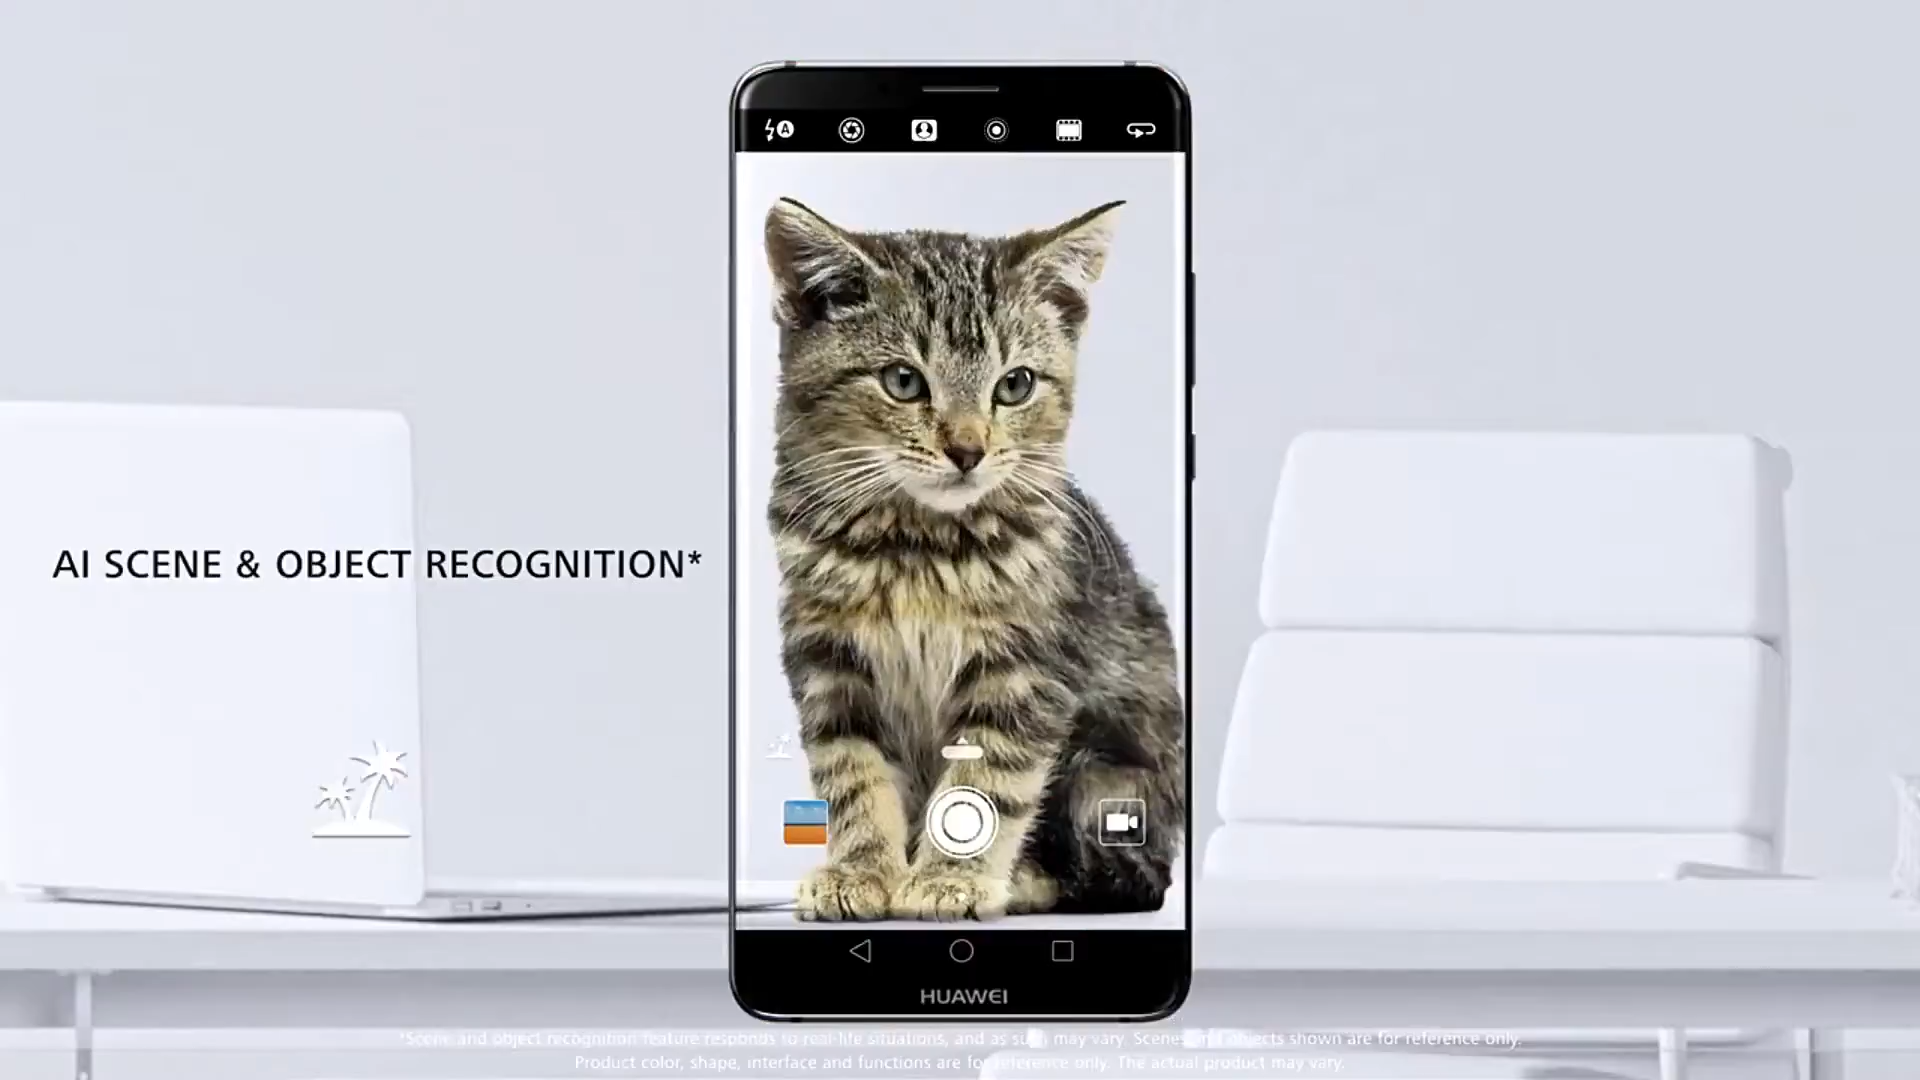 AI SCENE & OBJECT RECOGNITION*
A
HUAWEI
*Scene and object recognition feature responds to real-life situations, and as such may vary. Scenes and objects shown are for reference only.
Product color, shape, interface and functions are for reference only. The actual product may vary.